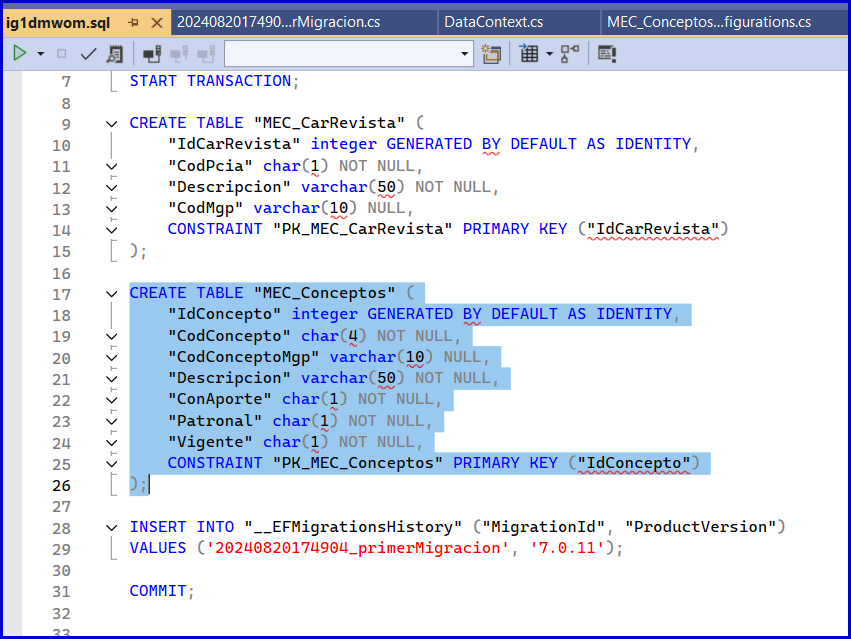 ig1dmwom.sql 2024082017490...rMigracion.cs DataContext.cs MEC_Conceptos...figurations.cs
7 START TRANSACTION;
8
9 CREATE TABLE "MEC_CarRevista" (
10 "IdCarRevista" integer GENERATED BY DEFAULT AS IDENTITY,
11 "CodPcia" char(1) NOT NULL,
12 "Descripcion" varchar(50) NOT NULL,
13 "CodMgp" varchar(10) NULL,
14 CONSTRAINT "PK_MEC_CarRevista" PRIMARY KEY ("IdCarRevista")
15 );
16
17 CREATE TABLE "MEC_Conceptos" (
18 "IdConcepto" integer GENERATED BY DEFAULT AS IDENTITY,
19 "CodConcepto" char(4) NOT NULL,
20 "CodConceptoMgp" varchar(10) NULL,
21 "Descripcion" varchar(50) NOT NULL,
22 "ConAporte" char(1) NOT NULL,
23 "Patronal" char(1) NOT NULL,
24 "Vigente" char(1) NOT NULL,
25 CONSTRAINT "PK_MEC_Conceptos" PRIMARY KEY ("IdConcepto")
26 );
27
28 INSERT INTO "__EFMigrationsHistory" ("MigrationId", "ProductVersion")
29 VALUES ('20240820174904_primerMigracion', '7.0.11');
30
31 COMMIT;
32
33